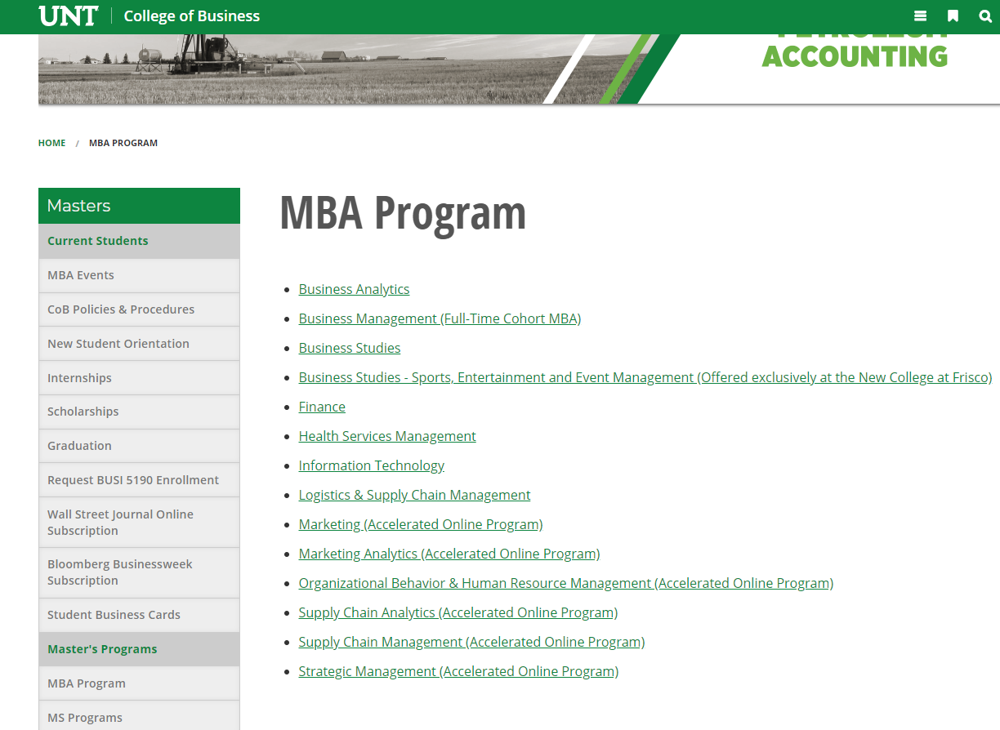 UNT
College of Business
ACCOUNTING
HOME / MBA PROGRAM
Masters
Current Students
MBA Events
CoB Policies & Procedures
New Student Orientation
Internships
Scholarships
Graduation
Request BUSI 5190 Enrollment
Wall Street Journal Online
Subscription
Bloomberg Businessweek
Subscription
Student Business Cards
Master's Programs
MBA Program
MS Programs
MBA Program
Business Analytics
Business Management (Full-Time Cohort MBA)
Business Studies
Business Studies - Sports, Entertainment and Event Management (Offered exclusively at the New College at Frisco)
Finance
Health Services Management
Information Technology
Logistics & Supply Chain Management
Marketing (Accelerated Online Program)
Marketing Analytics (Accelerated Online Program)
Organizational Behavior & Human Resource Management (Accelerated Online Program)
Supply Chain Analytics (Accelerated Online Program)
Supply Chain Management (Accelerated Online Program)
Strategic Management (Accelerated Online Program)